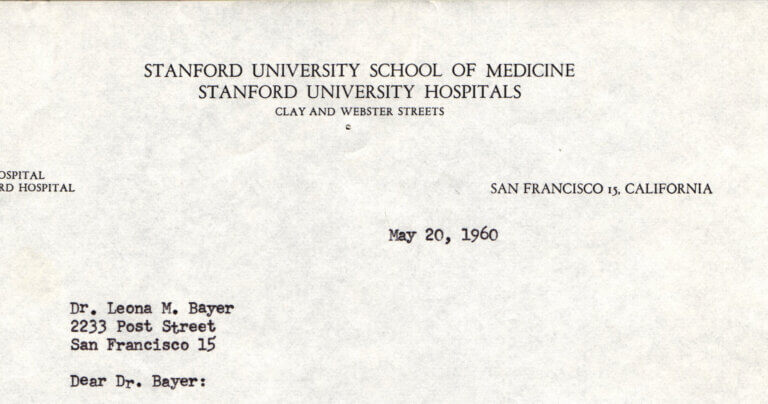 STANFORD UNIVERSITY SCHOOL OF MEDICINE
STANFORD UNIVERSITY HOSPITALS
CLAY AND WEBSTER STREETS
OSPITAL
RD HOSPITAL
SAN FRANCISCO 15, CALIFORNIA
May 20, 1960
Dr. Leona M. Bayer
2233 Post Street
San Francisco 15
Dear Dr. Bayer: